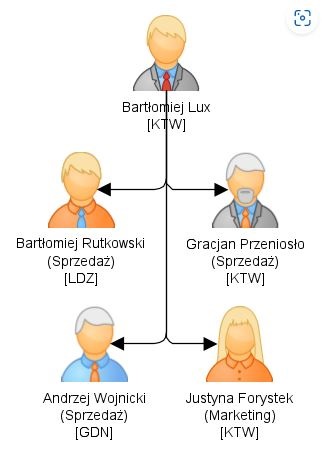 Bartłomiej Lux
[KTW]
Bartłomiej Rutkowski
(Sprzedaż)
[LDZ]
Gracjan Przeniosło
(Sprzedaż)
[KTW]
Andrzej Wojnicki
(Sprzedaż)
[GDN]
Justyna Forystek
(Marketing)
[KTW]